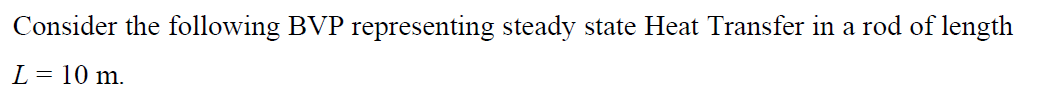 Consider the following BVP representing steady state Heat Transfer in a rod of length
L = 10 m.